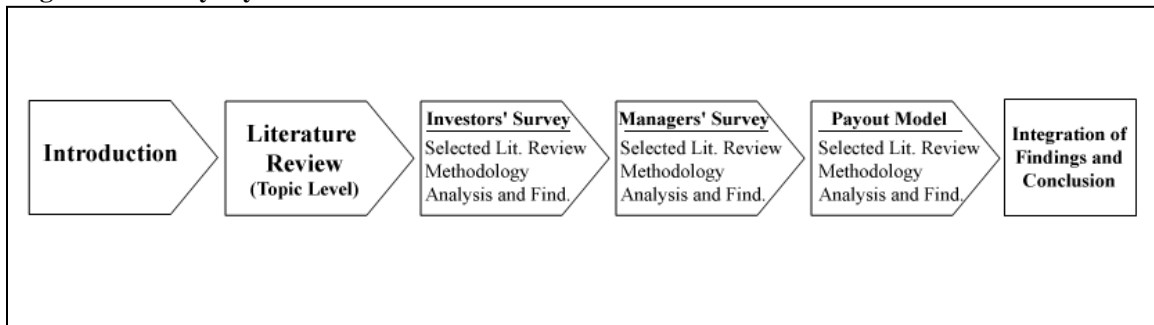 Introduction
Literature
Review
(Topic Level)
Investors' Survey
Selected Lit. Review
Methodology
Analysis and Find.
Managers' Survey
Selected Lit. Review
Methodology
Analysis and Find.
Payout Model
Selected Lit. Review
Methodology
Analysis and Find.
Integration of
Findings and
Conclusion